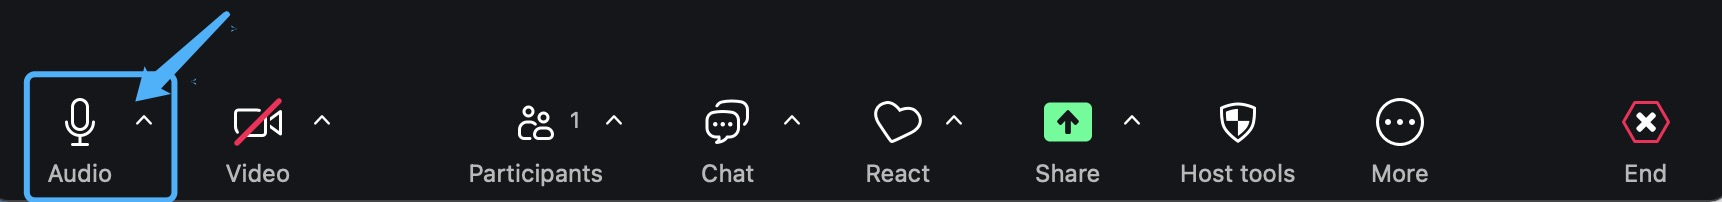 1
Audio
Video
Participants
Chat
React
Share
Host tools
More
End